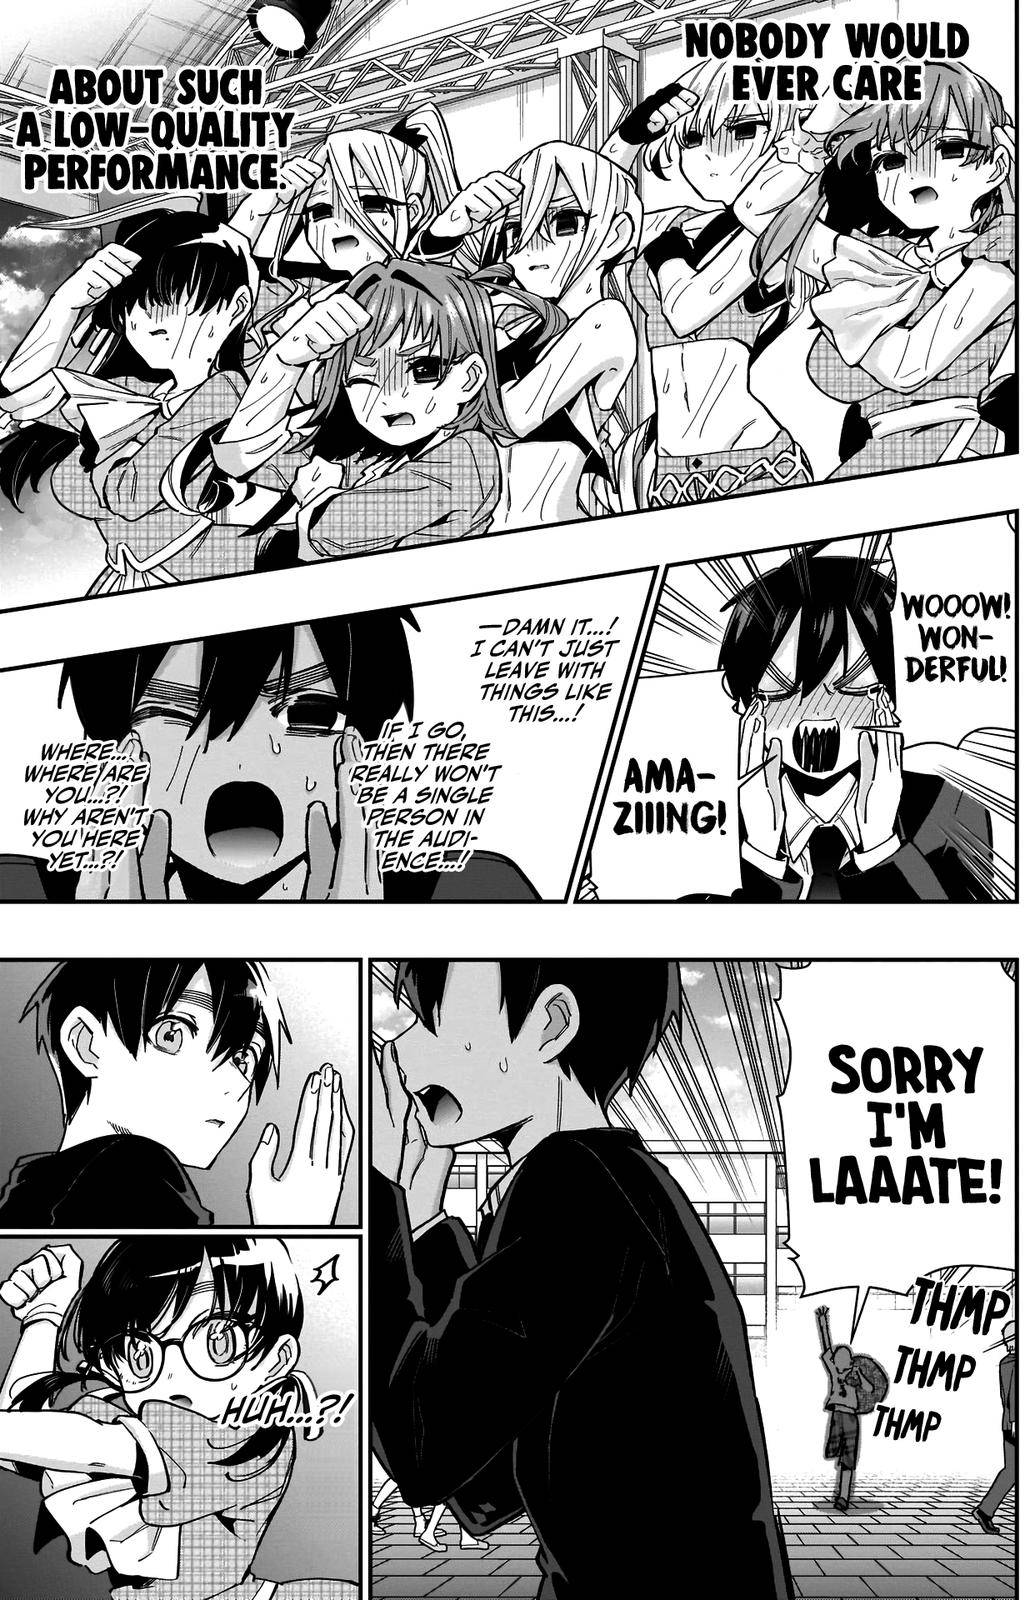 NOBODY WOULD
EVER CARE
ABOUT SUCH
A LOW-QUALITY
PERFORMANCE.
WOOOW!
WON-
DERFUL!
AMA-
ZIIING!
—DAMN IT...!
I CAN'T JUST
LEAVE WITH
THINGS LIKE
THIS...!
IF I GO,
THEN THERE
REALLY WON'T
BE A SINGLE
PERSON IN
THE AUDI-
ENCE...!
WHERE...
WHERE ARE
YOU...?!
WHY AREN'T
YOU HERE
YET...?!
SORRY
I'M
LAAATE!
THMP
THMP
THMP
HUH...?!